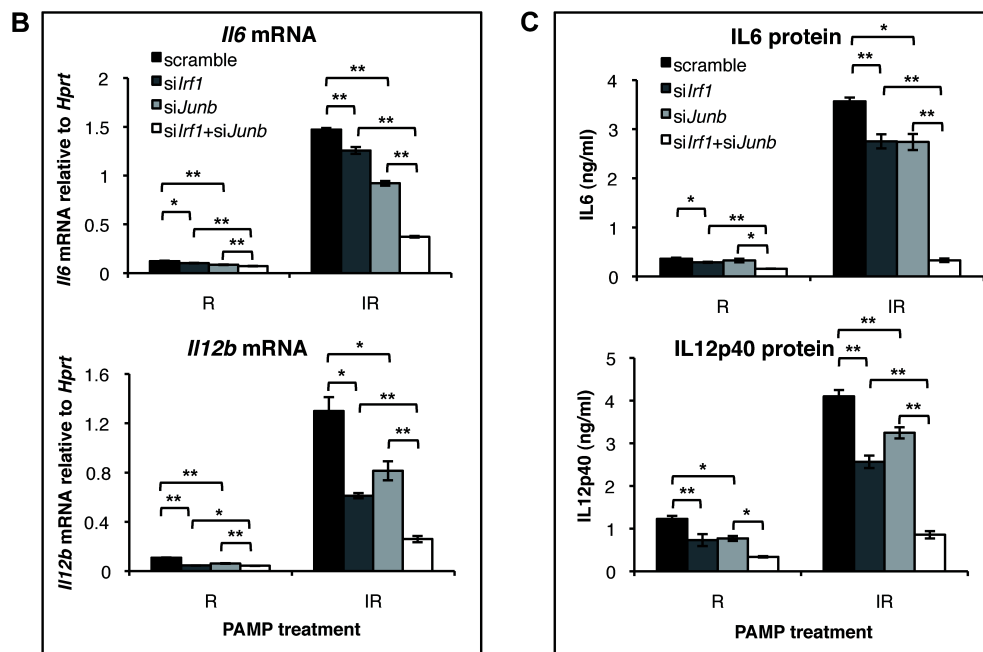 B
Il6 mRNA
scramble
siIrf1
siJunb
siIrf1+siJunb
Il6 mRNA relative to Hprt
2
1.5
1
0.5
0
**
**
**
**
**
*
**
**
R
IR
Il12b mRNA
Il12b mRNA relative to Hprt
1.6
1.2
0.8
0.4
0
*
*
**
**
**
**
*
**
R
IR
PAMP treatment
C
IL6 protein
scramble
siIrf1
siJunb
siIrf1+siJunb
IL6 (ng/ml)
4
3
2
1
0
*
**
**
**
*
**
*
R
IR
IL12p40 protein
IL12p40 (ng/ml)
5
4
3
2
1
0
**
**
**
**
*
**
*
R
IR
PAMP treatment